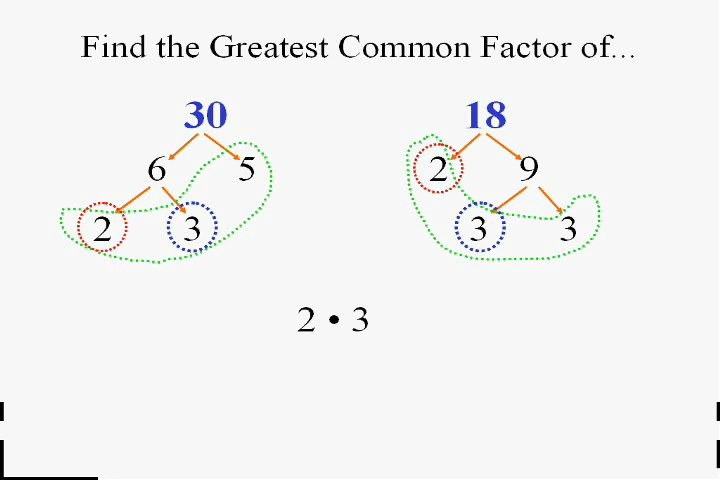 Find the Greatest Common Factor of...
30 18
6 5 2 9
2 3 3 3
2 • 3